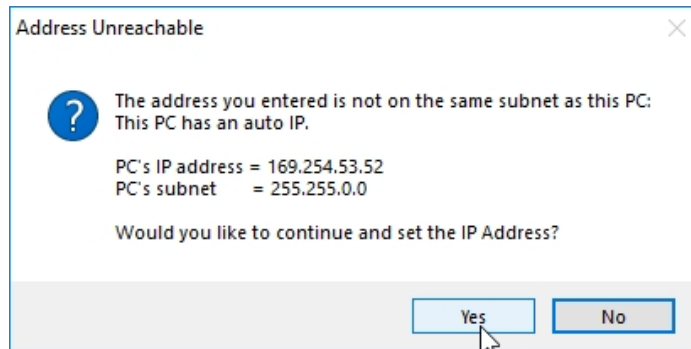 Address Unreachable
The address you entered is not on the same subnet as this PC:
This PC has an auto IP.
PC's IP address = 169.254.53.52
PC's subnet = 255.255.0.0
Would you like to continue and set the IP Address?
Yes No